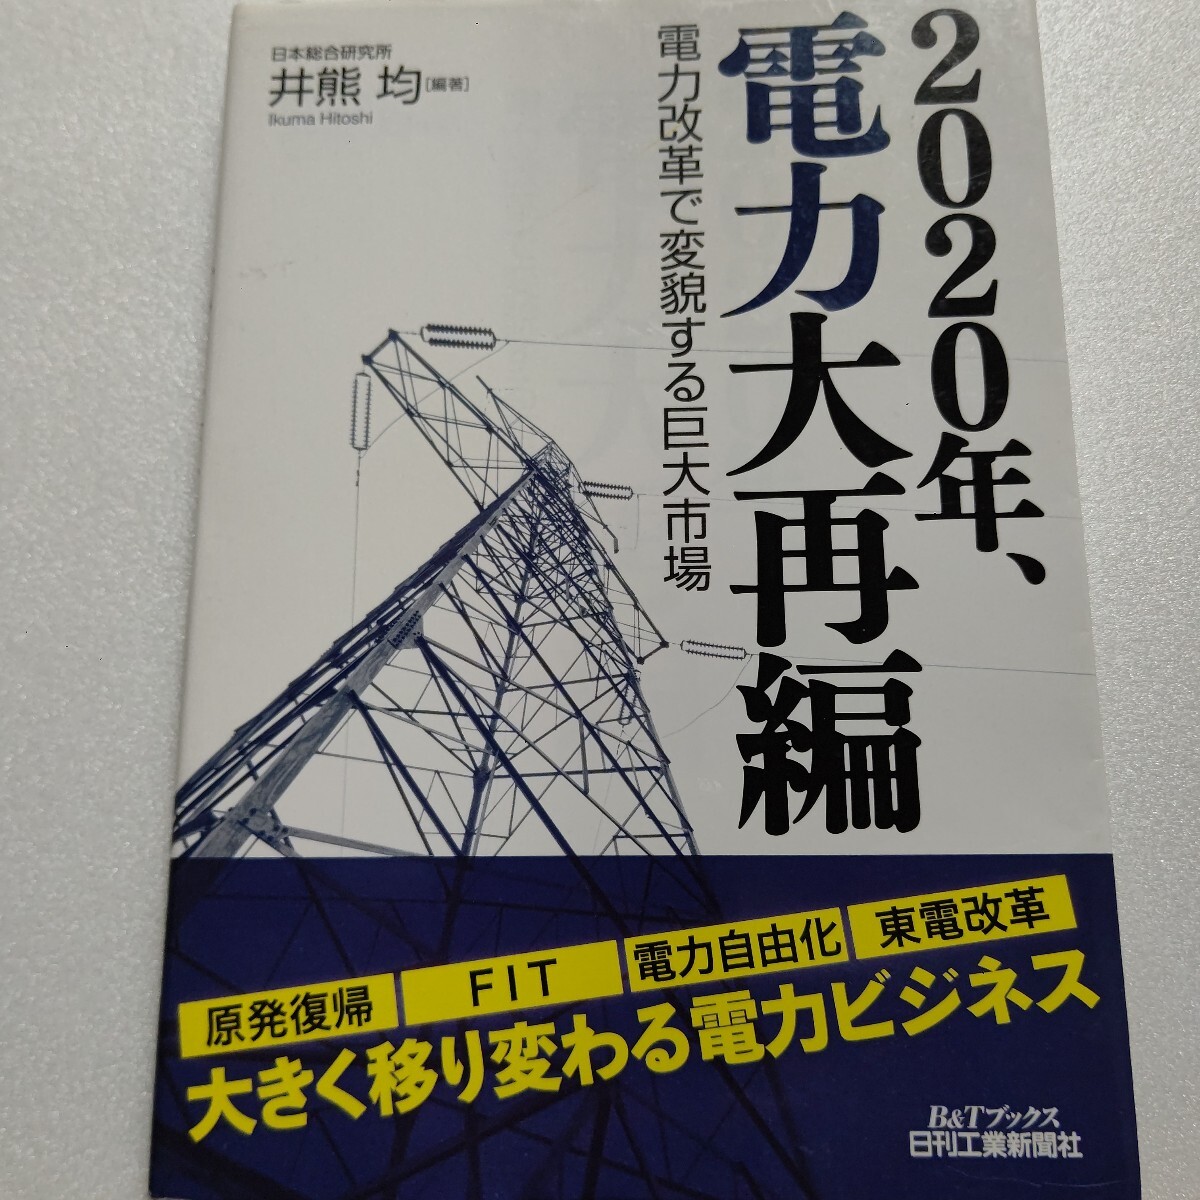 2020年、
電力大再編
電力改革で変貌する巨大市場
日本総合研究所
井熊 均[編著]
Ikuma Hitoshi
原発復帰
FIT
電力自由化
東電改革
大きく移り変わる電力ビジネス
B&Tブックス
日刊工業新聞社